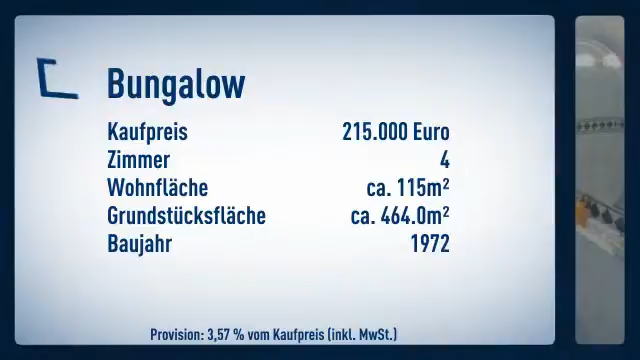 Bungalow
Kaufpreis 215.000 Euro
Zimmer 4
Wohnfläche ca. 115m²
Grundstücksfläche ca. 464.0m²
Baujahr 1972
Provision: 3,57 % vom Kaufpreis (inkl. MwSt.)